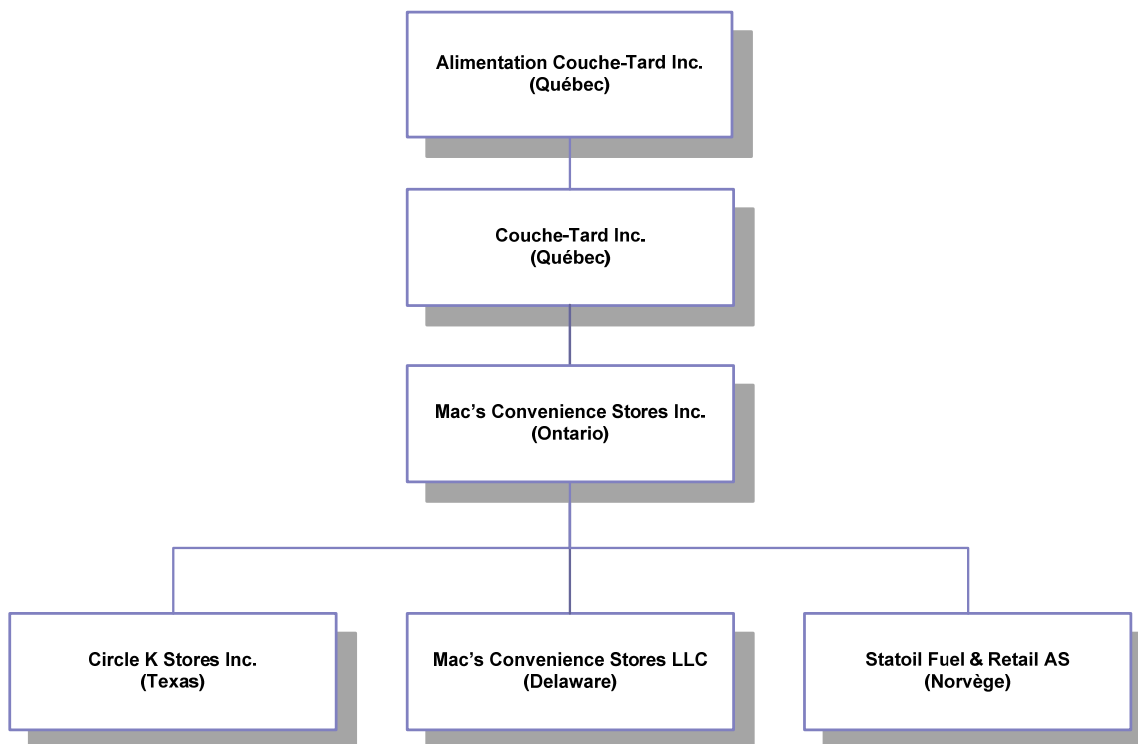 Alimentation Couche-Tard Inc.
(Québec)
Couche-Tard Inc.
(Québec)
Mac’s Convenience Stores Inc.
(Ontario)
Circle K Stores Inc.
(Texas)
Mac’s Convenience Stores LLC
(Delaware)
Statoil Fuel & Retail AS
(Norvège)